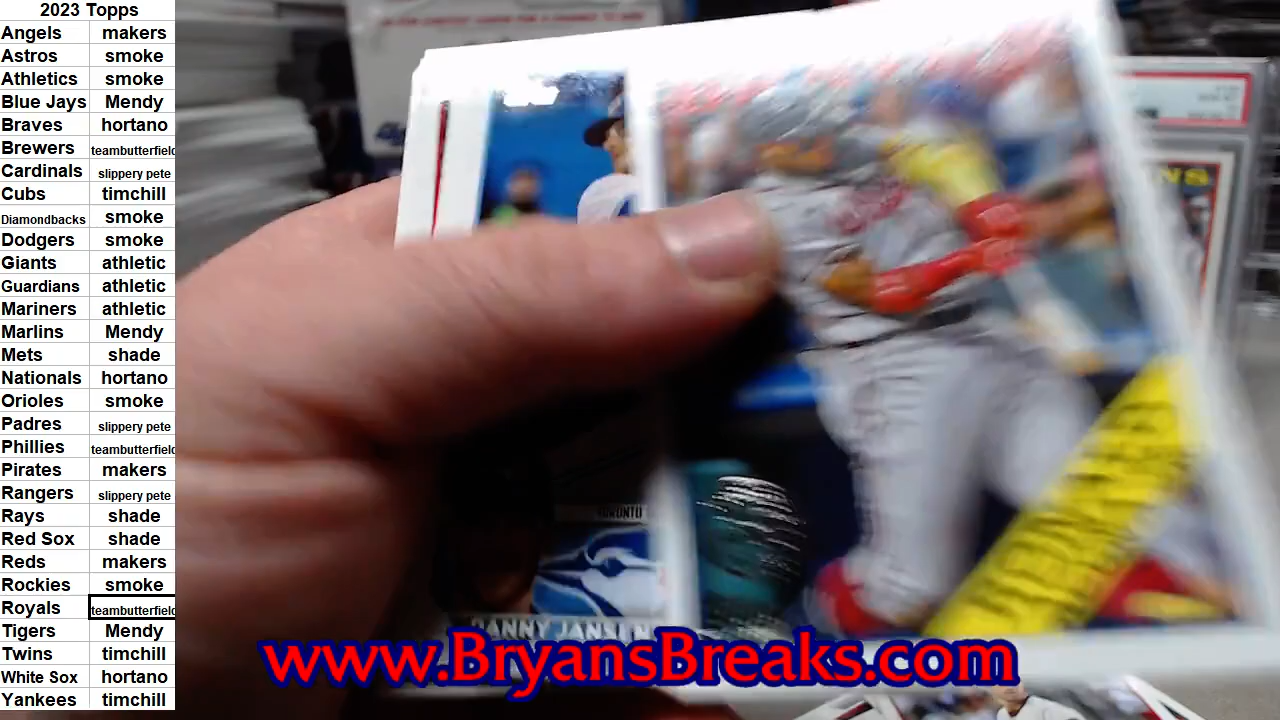 2023 Topps
Angels makers
Astros smoke
Athletics smoke
Blue Jays Mendy
Braves hortano
Brewers teambutterfield
Cardinals slippery pete
Cubs timchill
Diamondbacks smoke
Dodgers smoke
Giants athletic
Guardians athletic
Mariners athletic
Marlins Mendy
Mets shade
Nationals hortano
Orioles smoke
Padres slippery pete
Phillies teambutterfield
Pirates makers
Rangers slippery pete
Rays shade
Red Sox shade
Reds makers
Rockies smoke
Royals teambutterfield
Tigers Mendy
Twins timchill
White Sox hortano
Yankees timchill
TORONTO
DANNY JANSEN
www.BryansBreaks.com